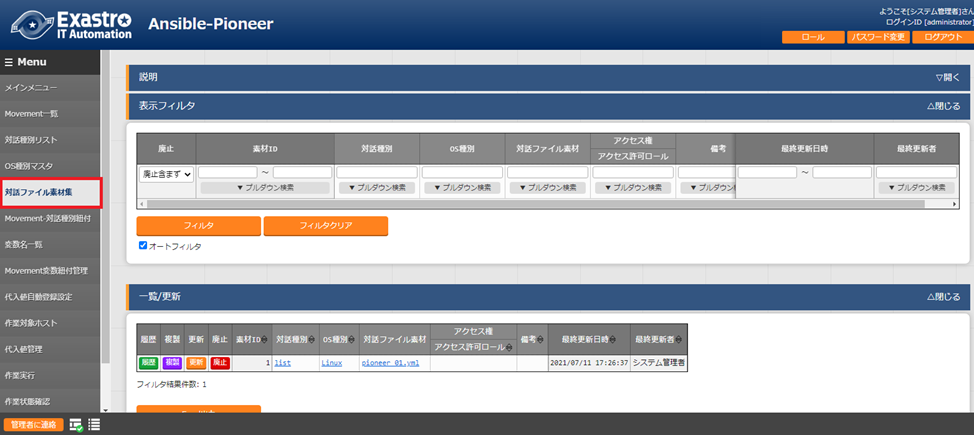 Exastro
IT Automation
Ansible-Pioneer
ようこそ[システム管理者]さん
ログインID [administrator]
ロール
パスワード変更
ログアウト
☰ Menu
メインメニュー
Movement一覧
対話種別リスト
OS種別マスタ
対話ファイル素材集
Movement-対話種別紐付
変数名一覧
Movement変数紐付管理
代入値自動登録設定
作業対象ホスト
代入値管理
作業実行
作業状態確認
説明
▽開く
表示フィルタ
△閉じる
廃止 素材ID 対話種別 OS種別 対話ファイル素材 アクセス権 備考 最終更新日時 最終更新者
アクセス許可ロール
廃止含まず ～ ～
▼ プルダウン検索 ▼ プルダウン検索 ▼ プルダウン検索 ▼ プルダウン検索 ▼ プルダウン検索 ▼ プルダウン ▼ プルダウン検索
フィルタ
フィルタクリア
オートフィルタ
一覧/更新
△閉じる
履歴 複製 更新 廃止 素材ID 対話種別 OS種別 対話ファイル素材 アクセス権 備考 最終更新日時 最終更新者
アクセス許可ロール
履歴 複製 更新 廃止 1 list Linux pioneer_01.yml 2021/07/11 17:26:37 システム管理者
フィルタ結果件数: 1
管理者に連絡